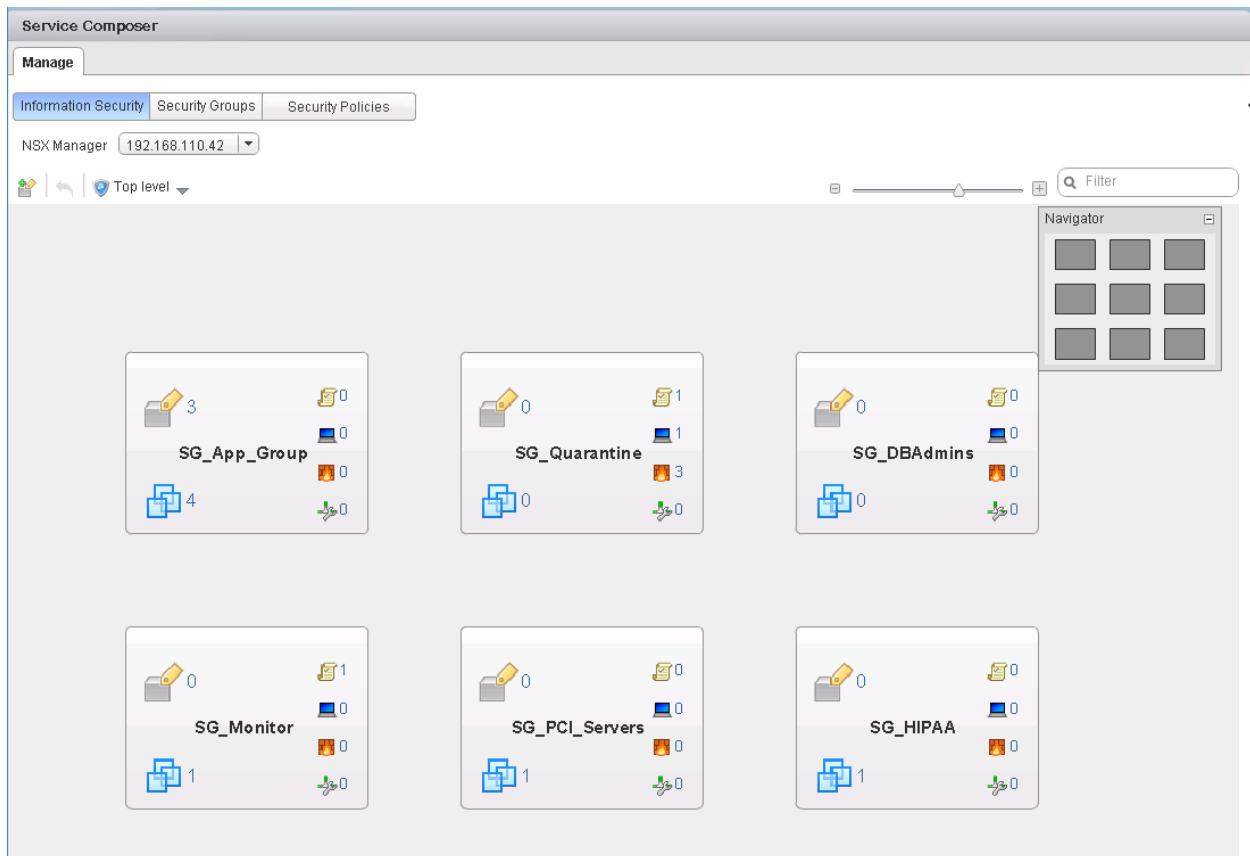 Service Composer
Manage
Information Security Security Groups Security Policies
NSX Manager 192.168.110.42
Top level Filter
Navigator
3 0
0
SG_App_Group
0
4 0
0 1
1
SG_Quarantine
3
0 0
0 0
0
SG_DBAdmins
0
0 0
0 1
0
SG_Monitor
0
1 0
0 0
0
SG_PCI_Servers
0
1 0
0 0
0
SG_HIPAA
0
1 0